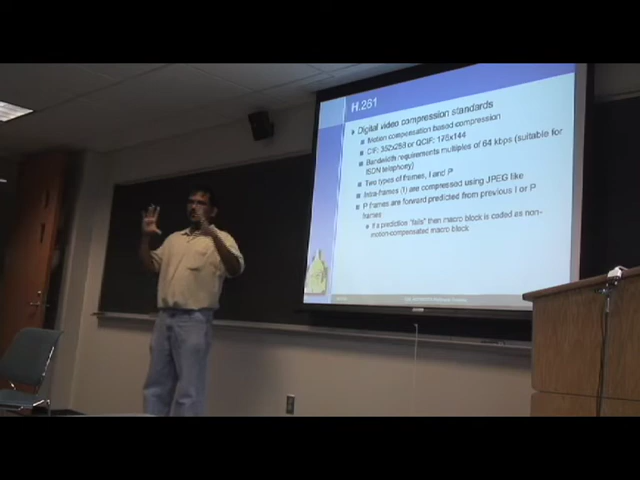 H.261
Digital video compression standards
Motion compensation based compression
CIF: 352x288 or QCIF: 176x144
Bandwidth requirements multiples of 64 kbps (suitable for
ISDN telephony)
Two types of frames, I and P
Intra-frames (I) are compressed using JPEG like
P frames are forward predicted from previous I or P
frames
If a prediction "fails" then macro block is coded as non-
motion-compensated macro block